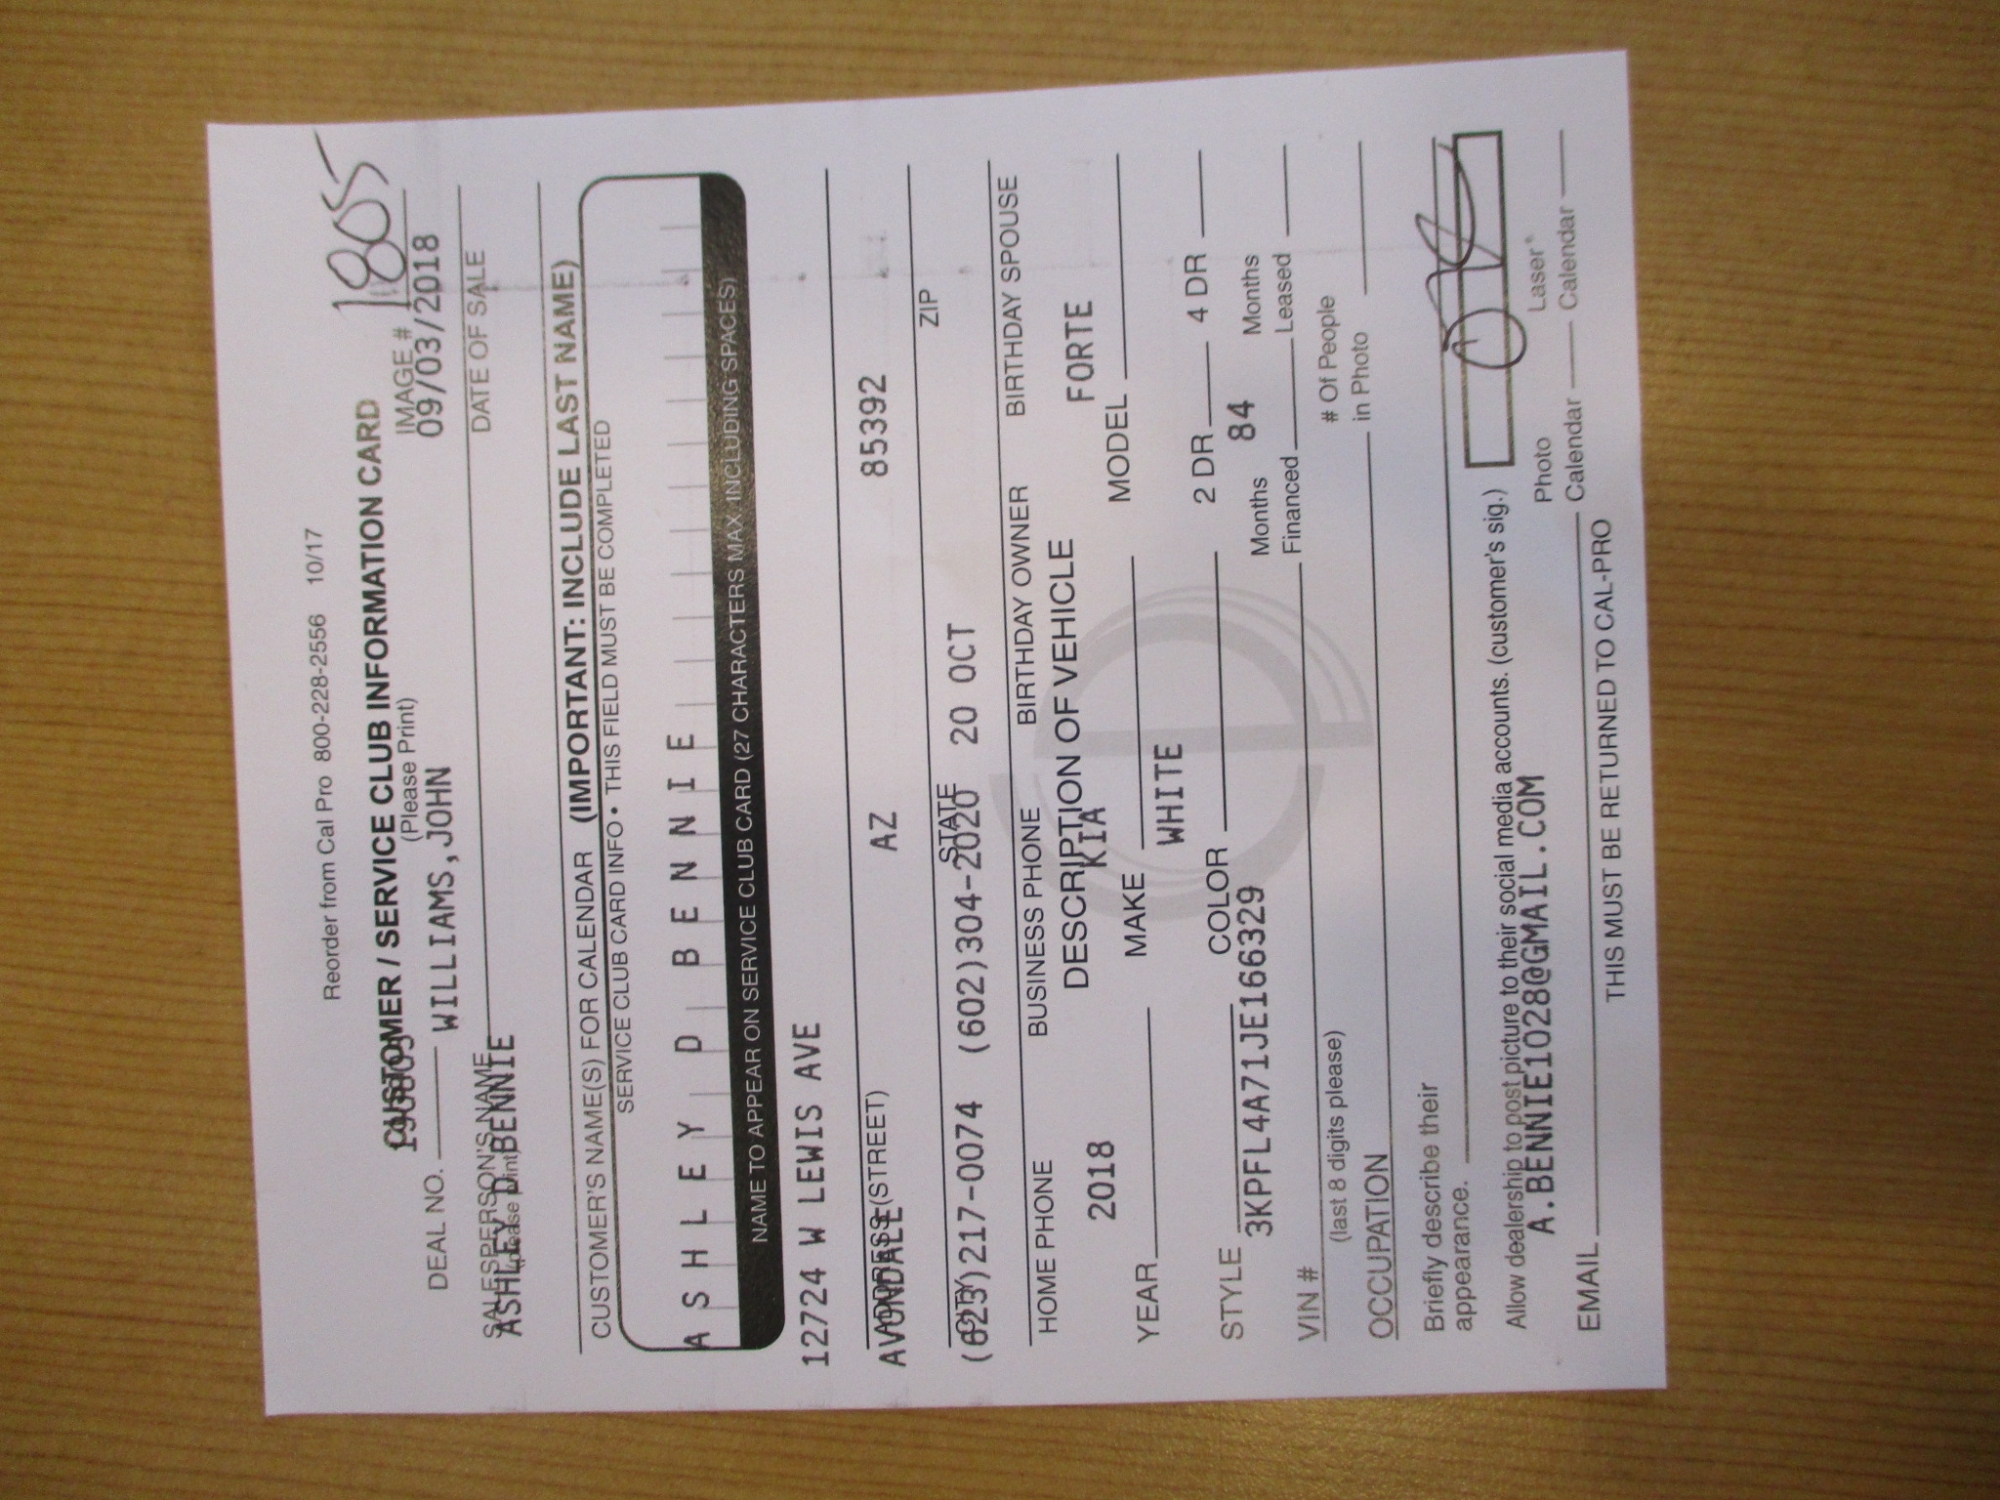 Reorder from Cal Pro 800-228-2556 10/17
1805
CUSTOMER / SERVICE CLUB INFORMATION CARD
(Please Print)
IMAGE #
DEAL NO.
WILLIAMS,JOHN
09/03/2018
SALESPERSON'S NAME
(please print)
DATE OF SALE
ASHLEY D BENNIE
CUSTOMER'S NAME(S) FOR CALENDAR (IMPORTANT: INCLUDE LAST NAME)
SERVICE CLUB CARD INFO • THIS FIELD MUST BE COMPLETED
ASHLEY D BENNIE
NAME TO APPEAR ON SERVICE CLUB CARD (27 CHARACTERS MAX. INCLUDING SPACES)
12724 W LEWIS AVE
ADDRESS (STREET)
AVONDALE AZ 85392
CITY STATE ZIP
(623)217-0074 (602)304-2020 20 OCT
HOME PHONE BUSINESS PHONE BIRTHDAY OWNER BIRTHDAY SPOUSE
DESCRIPTION OF VEHICLE
2018 KIA FORTE
YEAR MAKE MODEL
WHITE
STYLE COLOR 2 DR 4 DR
3KPFL4A71JE166329 84
VIN # Months Financed Months Leased
(last 8 digits please)
OCCUPATION # Of People in Photo
Briefly describe their
appearance.
Allow dealership to post picture to their social media accounts. (customer's sig.)
A.BENNIE1028@GMAIL.COM
EMAIL Photo Calendar Laser* Calendar
THIS MUST BE RETURNED TO CAL-PRO